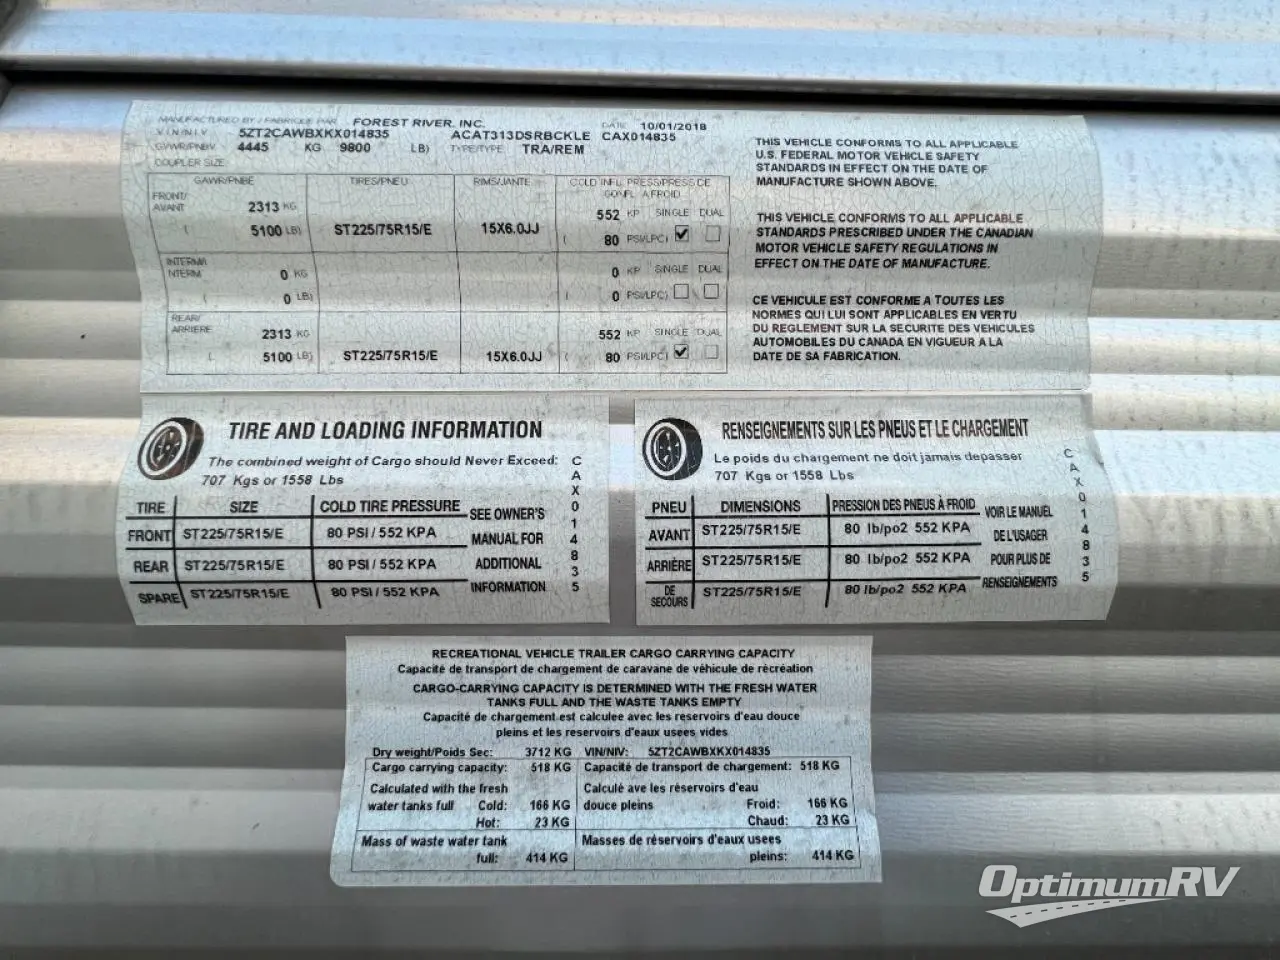 MANUFACTURED BY / FABRIQUE PAR FOREST RIVER, INC. DATE 10/01/2018
V.I.N/N.I.V. 5ZT2CAWBXKX014835 ACAT313DSRBCKLE CAX014835
GVWR/PNBV 4445 KG 9800 LB) TYPE/TYPE TRA/REM
COUPLER SIZE
GAWR/PNBE TIRES/PNEU RIMS/JANTE COLD INFL. PRESS/PRESS DE GONFL. A FROID
FRONT/ AVANT 2313 KG 552 KP SINGLE DUAL
( 5100 LB) ST225/75R15/E 15X6.0JJ ( 80 PSI/LPC)
INTERM/ INTERM 0 KG 0 KP SINGLE DUAL
( 0 LB) ( 0 PSI/LPC)
REAR/ ARRIERE 2313 KG 552 KP SINGLE DUAL
( 5100 LB) ST225/75R15/E 15X6.0JJ ( 80 PSI/LPC)
THIS VEHICLE CONFORMS TO ALL APPLICABLE
U.S. FEDERAL MOTOR VEHICLE SAFETY
STANDARDS IN EFFECT ON THE DATE OF
MANUFACTURE SHOWN ABOVE.
THIS VEHICLE CONFORMS TO ALL APPLICABLE
STANDARDS PRESCRIBED UNDER THE CANADIAN
MOTOR VEHICLE SAFETY REGULATIONS IN
EFFECT ON THE DATE OF MANUFACTURE.
CE VEHICULE EST CONFORME A TOUTES LES
NORMES QUI LUI SONT APPLICABLES EN VERTU
DU REGLEMENT SUR LA SECURITE DES VEHICULES
AUTOMOBILES DU CANADA EN VIGUEUR A LA
DATE DE SA FABRICATION.
TIRE AND LOADING INFORMATION
The combined weight of Cargo should Never Exceed:
707 Kgs or 1558 Lbs
TIRE SIZE COLD TIRE PRESSURE
FRONT ST225/75R15/E 80 PSI / 552 KPA
REAR ST225/75R15/E 80 PSI / 552 KPA
SPARE ST225/75R15/E 80 PSI / 552 KPA
SEE OWNER'S
MANUAL FOR
ADDITIONAL
INFORMATION
CAX014835
RENSEIGNEMENTS SUR LES PNEUS ET LE CHARGEMENT
Le poids du chargement ne doit jamais depasser
707 Kgs or 1558 Lbs
PNEU DIMENSIONS PRESSION DES PNEUS À FROID
AVANT ST225/75R15/E 80 lb/po2 552 KPA
ARRIÈRE ST225/75R15/E 80 lb/po2 552 KPA
DE SECOURS ST225/75R15/E 80 lb/po2 552 KPA
VOIR LE MANUEL
DE L'USAGER
POUR PLUS DE
RENSEIGNEMENTS
CAX014835
RECREATIONAL VEHICLE TRAILER CARGO CARRYING CAPACITY
Capacité de transport de chargement de caravane de véhicule de récréation
CARGO-CARRYING CAPACITY IS DETERMINED WITH THE FRESH WATER
TANKS FULL AND THE WASTE TANKS EMPTY
Capacité de chargement est calculee avec les reservoirs d'eau douce
pleins et les reservoirs d'eaux usees vides
Dry weight/Poids Sec: 3712 KG VIN/NIV: 5ZT2CAWBXKX014835
Cargo carrying capacity: 518 KG Capacité de transport de chargement: 518 KG
Calculated with the fresh Calculé ave les réservoirs d'eau
water tanks full Cold: 166 KG douce pleins Froid: 166 KG
Hot: 23 KG Chaud: 23 KG
Mass of waste water tank Masses de réservoirs d'eaux usees
full: 414 KG pleins: 414 KG
OptimumRV